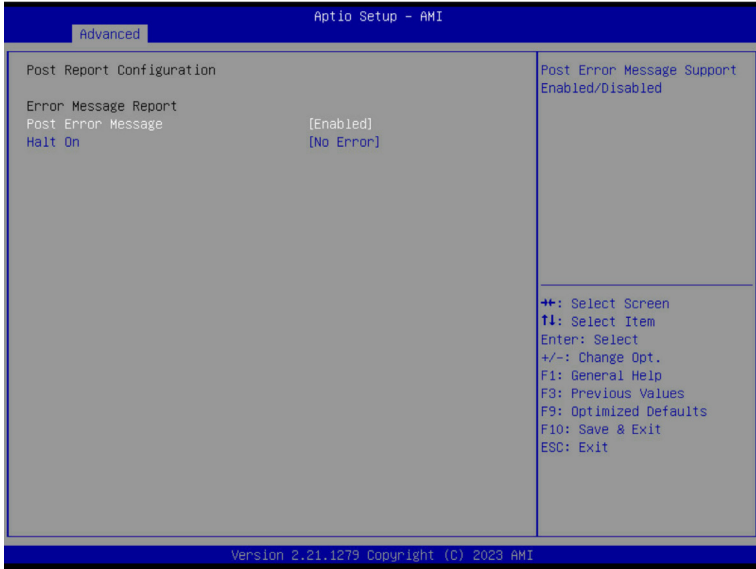 Aptio Setup – AMI
Advanced
Post Report Configuration
Error Message Report
Post Error Message [Enabled]
Halt On [No Error]
Post Error Message Support
Enabled/Disabled
→←: Select Screen
↑↓: Select Item
Enter: Select
+/-: Change Opt.
F1: General Help
F3: Previous Values
F9: Optimized Defaults
F10: Save & Exit
ESC: Exit
Version 2.21.1279 Copyright (C) 2023 AMI